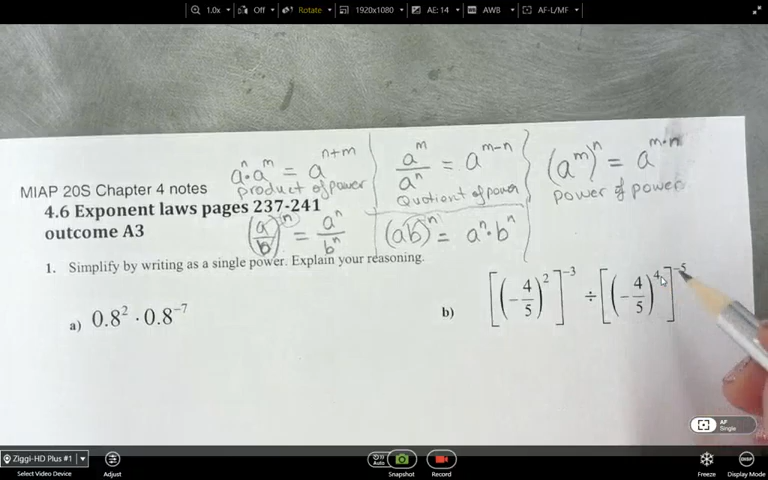 1.0x Off Rotate 1920x1080 AE: 14 AWB AF-L/MF
a^n · a^m = a^{n+m} a^m / a^n = a^{m-n} (a^m)^n = a^{m·n}
product of power Quotient of power power of power
MIAP 20S Chapter 4 notes
4.6 Exponent laws pages 237-241
outcome A3
(a/b)^n = a^n / b^n (ab)^n = a^n · b^n
1. Simplify by writing as a single power. Explain your reasoning.
a) 0.8^2 · 0.8^{-7}
b) [(-4/5)^2]^{-3} ÷ [(-4/5)^4]^{-5}
AF
Single
Ziggi-HD Plus #1
Select Video Device
Adjust
Auto
Snapshot
Record
Freeze
DISP
Display Mode